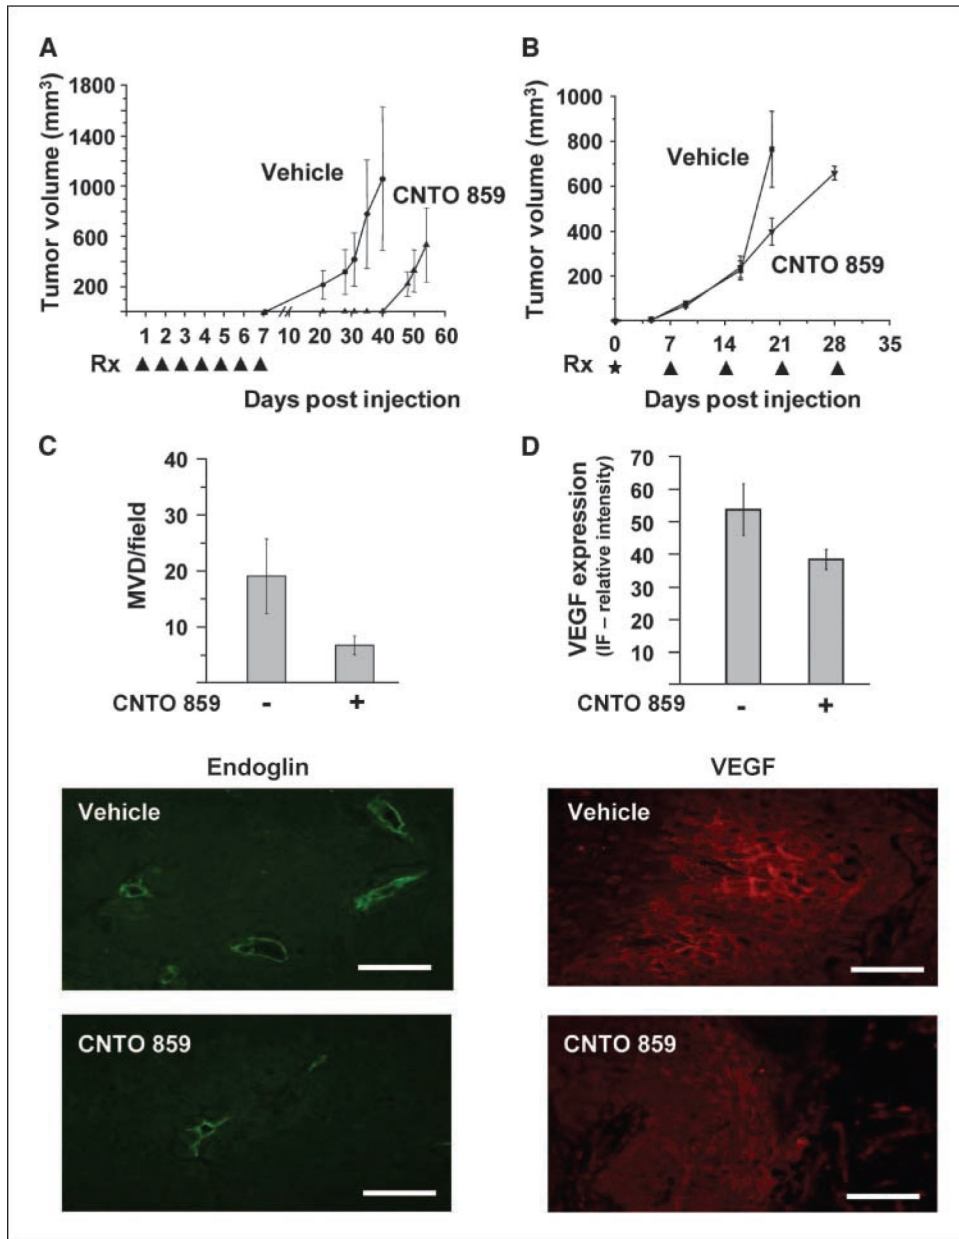 A
Tumor volume (mm³)
1800
1400
1000
600
200
Vehicle
CNTO 859
1 2 3 4 5 6 7 10 20 30 40 50 60
Rx ▲ ▲ ▲ ▲ ▲ ▲ ▲
Days post injection
B
Tumor volume (mm³)
1000
800
600
400
200
Vehicle
CNTO 859
0 7 14 21 28 35
Rx ★ ▲ ▲ ▲ ▲
Days post injection
C
MVD/field
40
30
20
10
CNTO 859 - +
D
VEGF expression
(IF – relative intensity)
70
60
50
40
30
20
10
CNTO 859 - +
Endoglin
Vehicle
CNTO 859
VEGF
Vehicle
CNTO 859